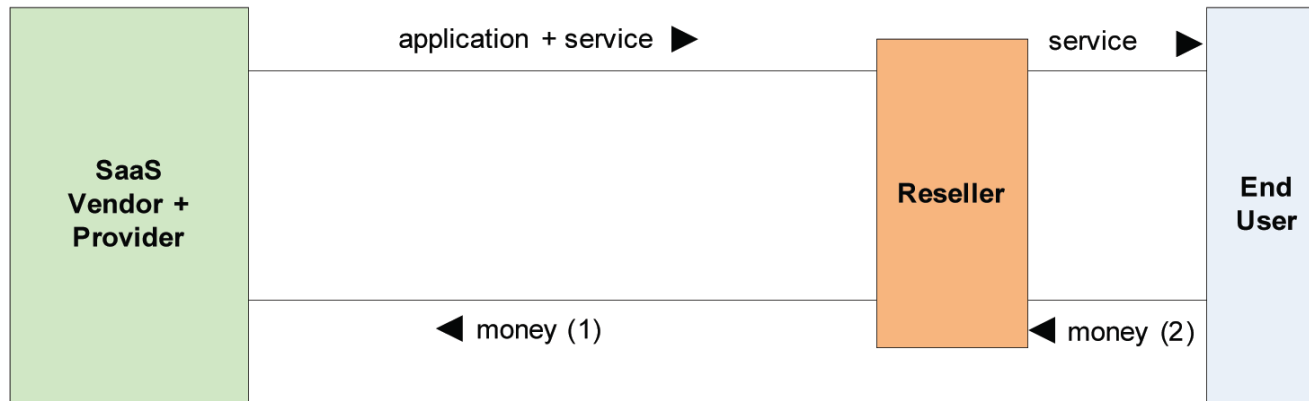 application + service
service
SaaS
Vendor +
Provider
Reseller
End
User
money (1)
money (2)